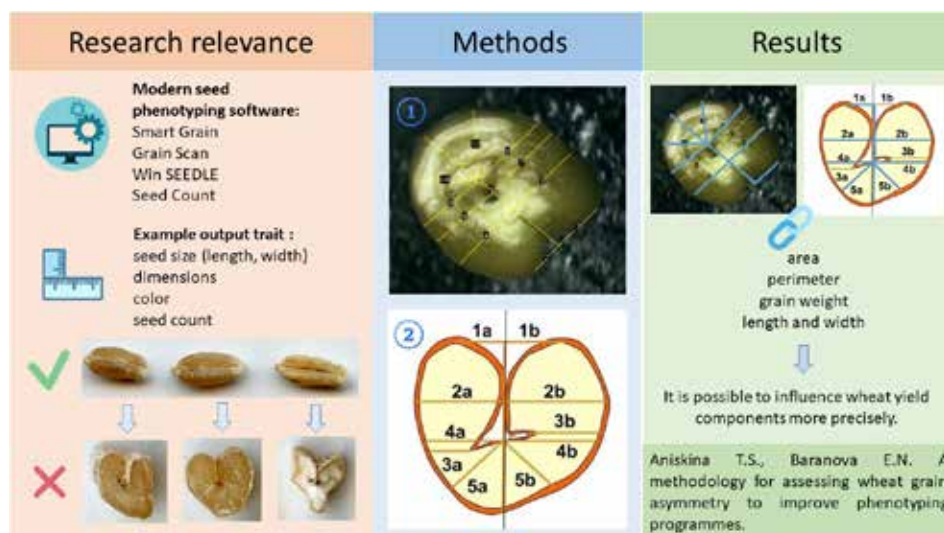 Research relevance
Modern seed
phenotyping software:
Smart Grain
Grain Scan
Win SEEDLE
Seed Count
Example output trait :
seed size (length, width)
dimensions
color
seed count
Methods
1
2
1a 1b
2a 2b
3b
4a
4b
3a
5a 5b
Results
1a 1b
2a 2b
3b
4a
4b
3a
5a 5b
area
perimeter
grain weight
length and width
It is possible to influence wheat yield
components more precisely.
Aniskina T.S., Baranova E.N. A
methodology for assessing wheat grain
asymmetry to improve phenotyping
programmes.